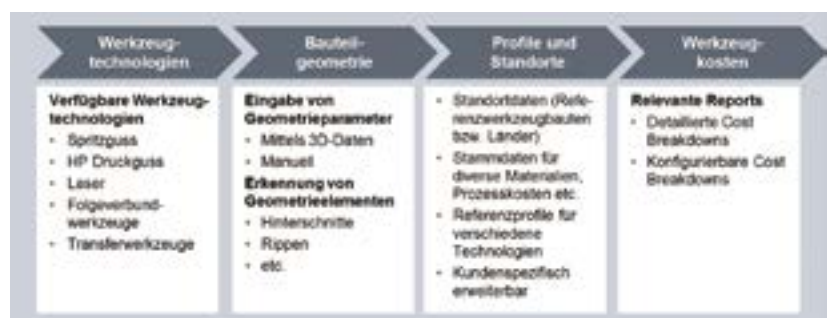 Werkzeug-
technologien
Verfügbare Werkzeug-
technologien
• Spritzguss
• HP Druckguss
• Laser
• Folgeverbund-
werkzeuge
• Transferwerkzeuge
Bauteil-
geometrie
Eingabe von
Geometrieparameter
• Mittels 3D-Daten
• Manuell
Erkennung von
Geometrieelementen
• Hinterschnitte
• Rippen
• etc.
Profile und
Standorte
• Standortdaten (Refe-
renzwerkzeugbauten
bzw. Länder)
• Stammdaten für
diverse Materialien,
Prozesskosten etc.
• Referenzprofile für
verschiedene
Technologien
• Kundenspezifisch
erweiterbar
Werkzeug-
kosten
Relevante Reports
• Detaillierte Cost
Breakdowns
• Konfigurierbare Cost
Breakdowns